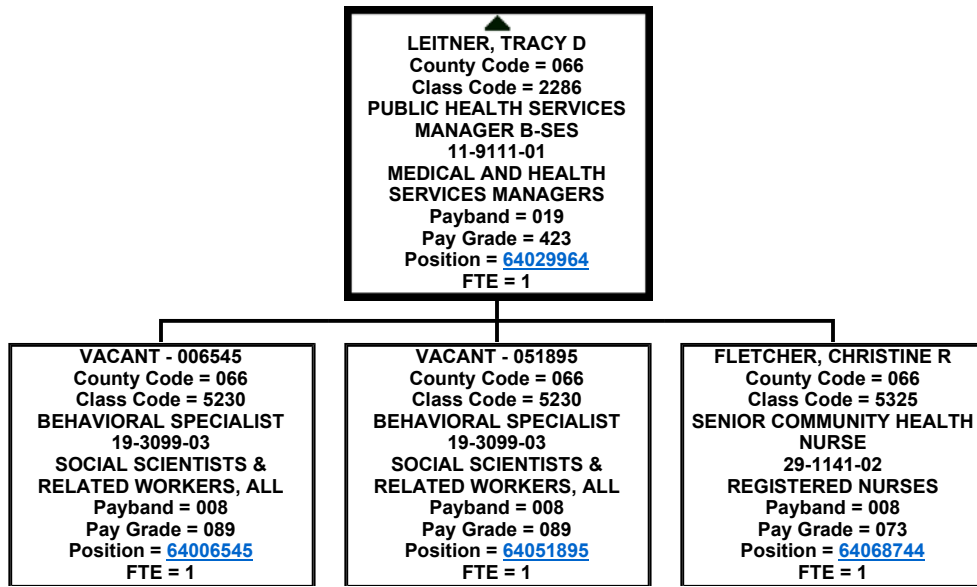 LEITNER, TRACY D
County Code = 066
Class Code = 2286
PUBLIC HEALTH SERVICES
MANAGER B-SES
11-9111-01
MEDICAL AND HEALTH
SERVICES MANAGERS
Payband = 019
Pay Grade = 423
Position = 64029964
FTE = 1
VACANT - 006545
County Code = 066
Class Code = 5230
BEHAVIORAL SPECIALIST
19-3099-03
SOCIAL SCIENTISTS &
RELATED WORKERS, ALL
Payband = 008
Pay Grade = 089
Position = 64006545
FTE = 1
VACANT - 051895
County Code = 066
Class Code = 5230
BEHAVIORAL SPECIALIST
19-3099-03
SOCIAL SCIENTISTS &
RELATED WORKERS, ALL
Payband = 008
Pay Grade = 089
Position = 64051895
FTE = 1
FLETCHER, CHRISTINE R
County Code = 066
Class Code = 5325
SENIOR COMMUNITY HEALTH
NURSE
29-1141-02
REGISTERED NURSES
Payband = 008
Pay Grade = 073
Position = 64068744
FTE = 1